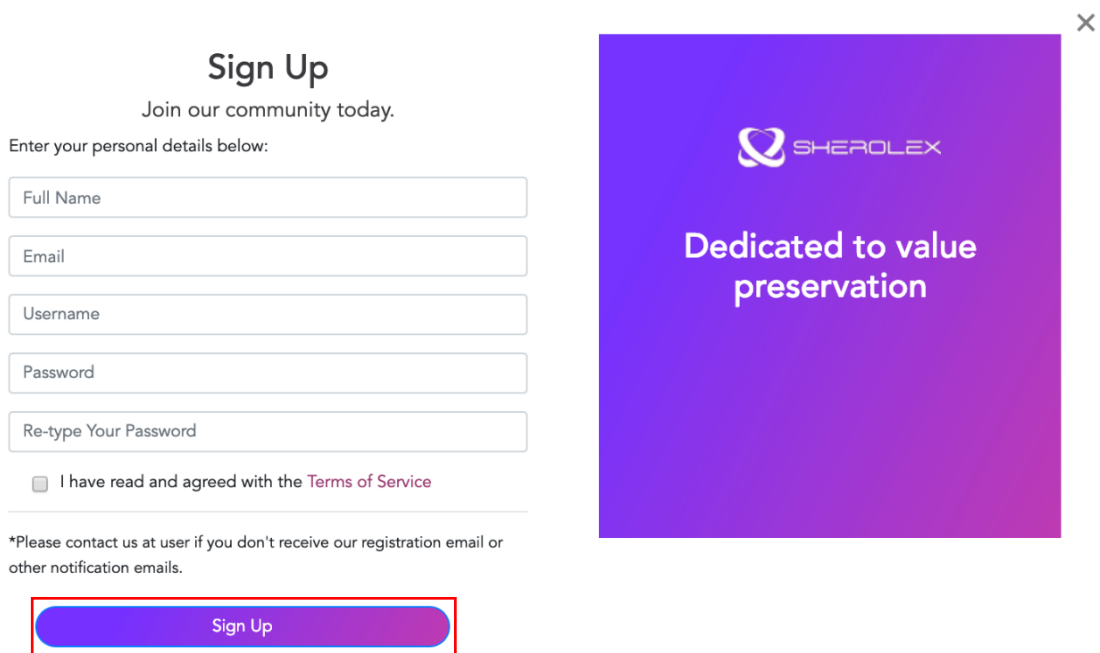 Sign Up
Join our community today.
Enter your personal details below:
Full Name
Email
Username
Password
Re-type Your Password
I have read and agreed with the Terms of Service
*Please contact us at user if you don't receive our registration email or
other notification emails.
Sign Up
SHEROLEX
Dedicated to value
preservation